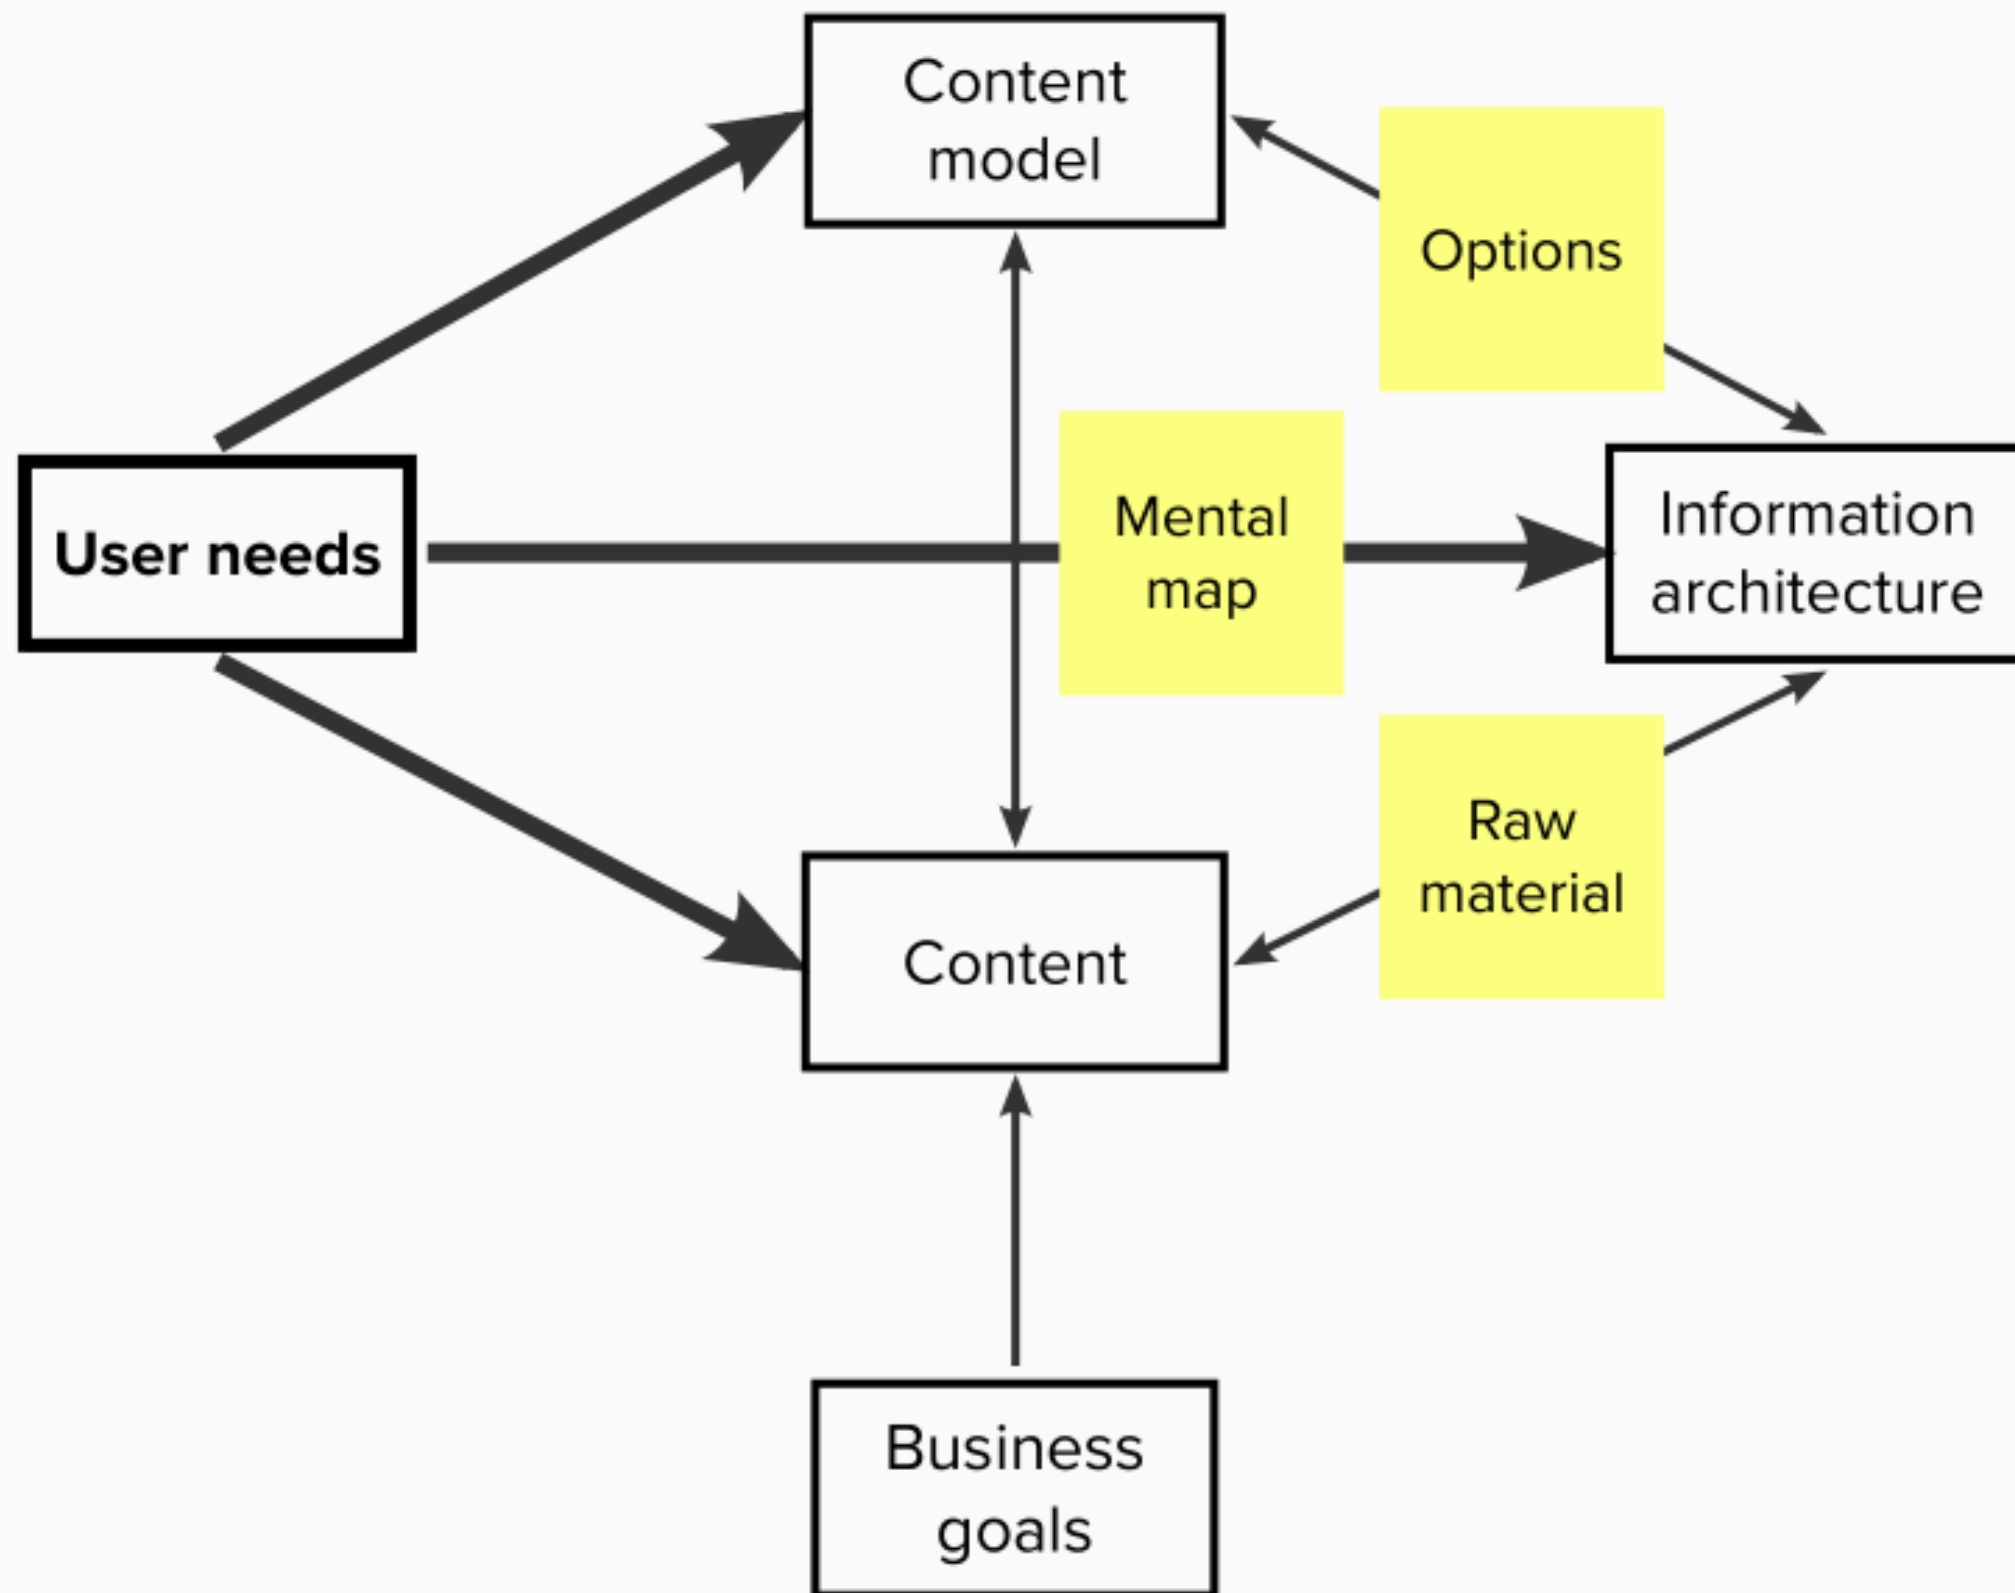 Content
model
Options
Mental
map
User needs
Information
architecture
Raw
material
Content
Business
goals